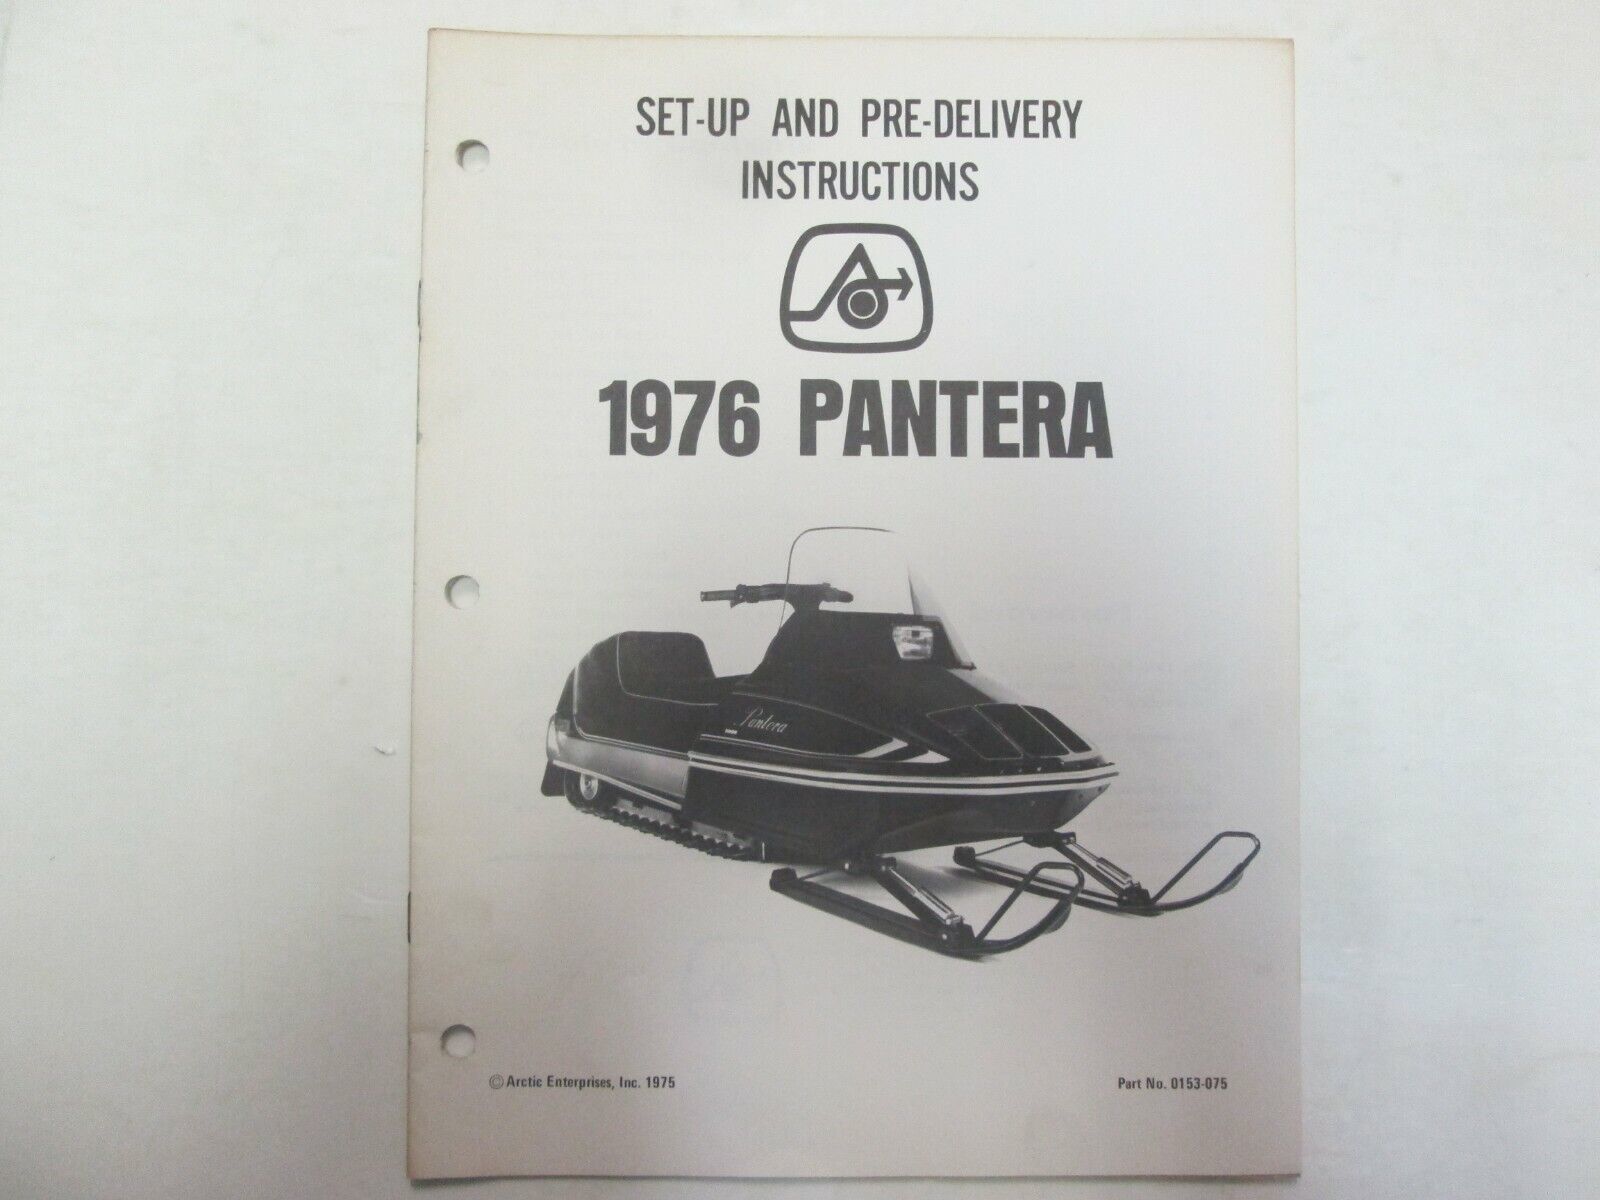 SET-UP AND PRE-DELIVERY
INSTRUCTIONS
1976 PANTERA
Pantera
© Arctic Enterprises, Inc. 1975
Part No. 0153-075